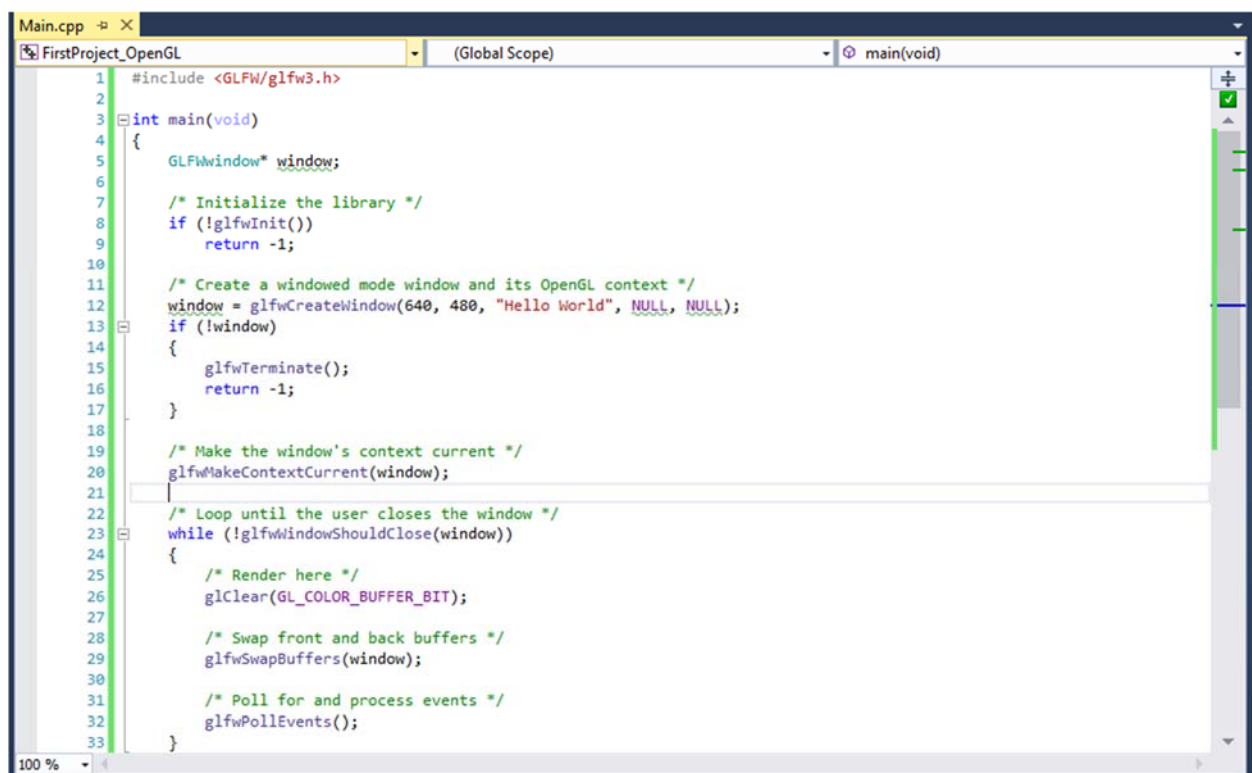 Main.cpp
FirstProject_OpenGL (Global Scope) main(void)
1 #include <GLFW/glfw3.h>
2
3 int main(void)
4 {
5 GLFWwindow* window;
6
7 /* Initialize the library */
8 if (!glfwInit())
9 return -1;
10
11 /* Create a windowed mode window and its OpenGL context */
12 window = glfwCreateWindow(640, 480, "Hello World", NULL, NULL);
13 if (!window)
14 {
15 glfwTerminate();
16 return -1;
17 }
18
19 /* Make the window's context current */
20 glfwMakeContextCurrent(window);
21
22 /* Loop until the user closes the window */
23 while (!glfwWindowShouldClose(window))
24 {
25 /* Render here */
26 glClear(GL_COLOR_BUFFER_BIT);
27
28 /* Swap front and back buffers */
29 glfwSwapBuffers(window);
30
31 /* Poll for and process events */
32 glfwPollEvents();
33 }
100 %